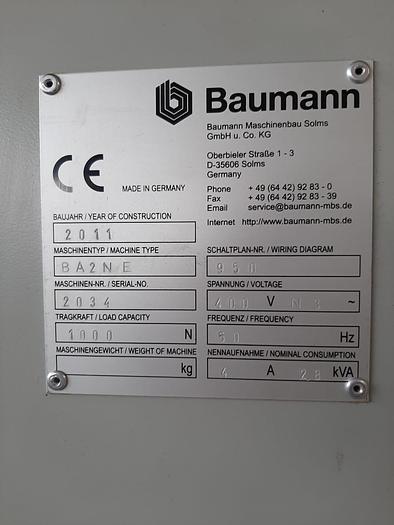 Baumann
Baumann Maschinenbau Solms
GmbH u. Co. KG
Oberbieler Straße 1 - 3
D-35606 Solms
Germany
CE
MADE IN GERMANY
Phone + 49 (64 42) 92 83 - 0
Fax + 49 (64 42) 92 83 - 39
Email service@baumann-mbs.de
Internet http://www.baumann-mbs.de
BAUJAHR / YEAR OF CONSTRUCTION
2011
MASCHINENTYP / MACHINE TYPE
BA2NE
SCHALTPLAN-NR. / WIRING DIAGRAM
950
MASCHINEN-NR. / SERIAL-NO.
2034
SPANNUNG / VOLTAGE
400 V N 3 ~
TRAGKRAFT / LOAD CAPACITY
1000 N
FREQUENZ / FREQUENCY
50 Hz
MASCHINENGEWICHT / WEIGHT OF MACHINE
kg
NENNAUFNAHME / NOMINAL CONSUMPTION
4 A 28 kVA